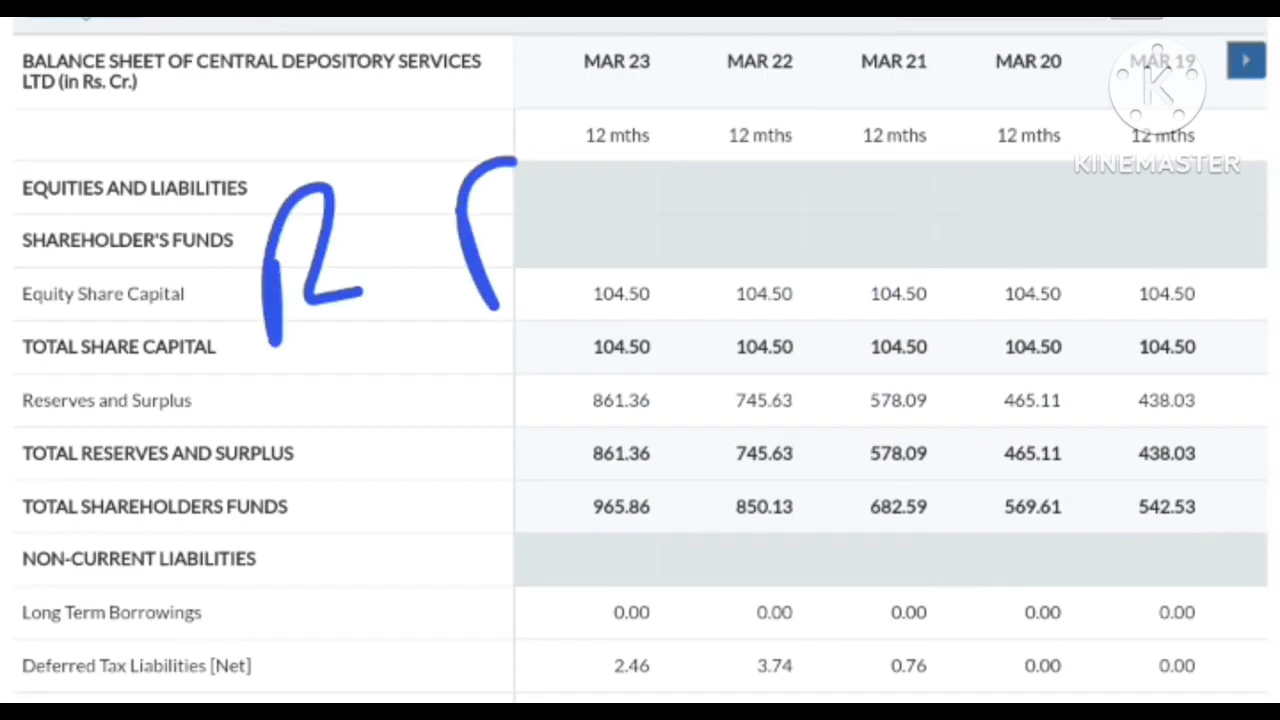 BALANCE SHEET OF CENTRAL DEPOSITORY SERVICES LTD (in Rs. Cr.) MAR 23 MAR 22 MAR 21 MAR 20 MAR 19
12 mths 12 mths 12 mths 12 mths 12 mths
K
KINEMASTER
EQUITIES AND LIABILITIES
R
SHAREHOLDER'S FUNDS
Equity Share Capital 104.50 104.50 104.50 104.50 104.50
TOTAL SHARE CAPITAL 104.50 104.50 104.50 104.50 104.50
Reserves and Surplus 861.36 745.63 578.09 465.11 438.03
TOTAL RESERVES AND SURPLUS 861.36 745.63 578.09 465.11 438.03
TOTAL SHAREHOLDERS FUNDS 965.86 850.13 682.59 569.61 542.53
NON-CURRENT LIABILITIES
Long Term Borrowings 0.00 0.00 0.00 0.00 0.00
Deferred Tax Liabilities [Net] 2.46 3.74 0.76 0.00 0.00